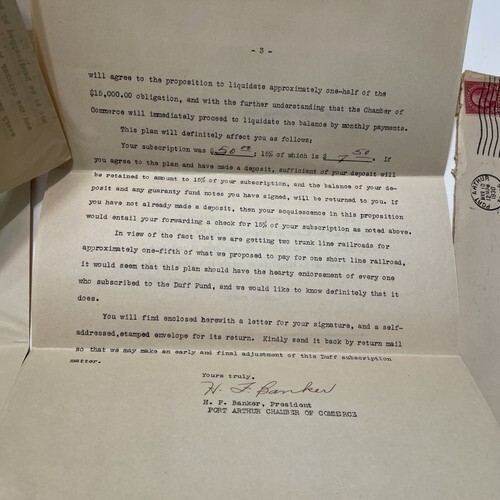 - 3 -
will agree to the proposition to liquidate approximately one-half of the
$15,000.00 obligation, and with the further understanding that the Chamber of
Commerce will immediately proceed to liquidate the balance by monthly payments.
This plan will definitely affect you as follows:
Your subscription was $50 00; 15% of which is $ 7 50. If
you agree to the plan and have made a deposit, sufficient of your deposit will
be retained to amount to 15% of your subscription, and the balance of your de-
posit and any guaranty fund notes you have signed, will be returned to you. If
you have not already made a deposit, then your acquiescence in this proposition
would entail your forwarding a check for 15% of your subscription as noted above.
In view of the fact that we are getting two trunk line railroads for
approximately one-fifth of what we proposed to pay for one short line railroad,
it would seem that this plan should have the hearty endorsement of every one
who subscribed to the Duff Fund, and we would like to know definitely that it
does.
You will find enclosed herewith a letter for your signature, and a self-
addressed, stamped envelope for its return. Kindly send it back by return mail
so that we may make an early and final adjustment of this Duff subscription
matter.
Yours truly,
H. F. Banker
H. F. Banker, President
PORT ARTHUR CHAMBER OF COMMERCE
PORT ARTHUR